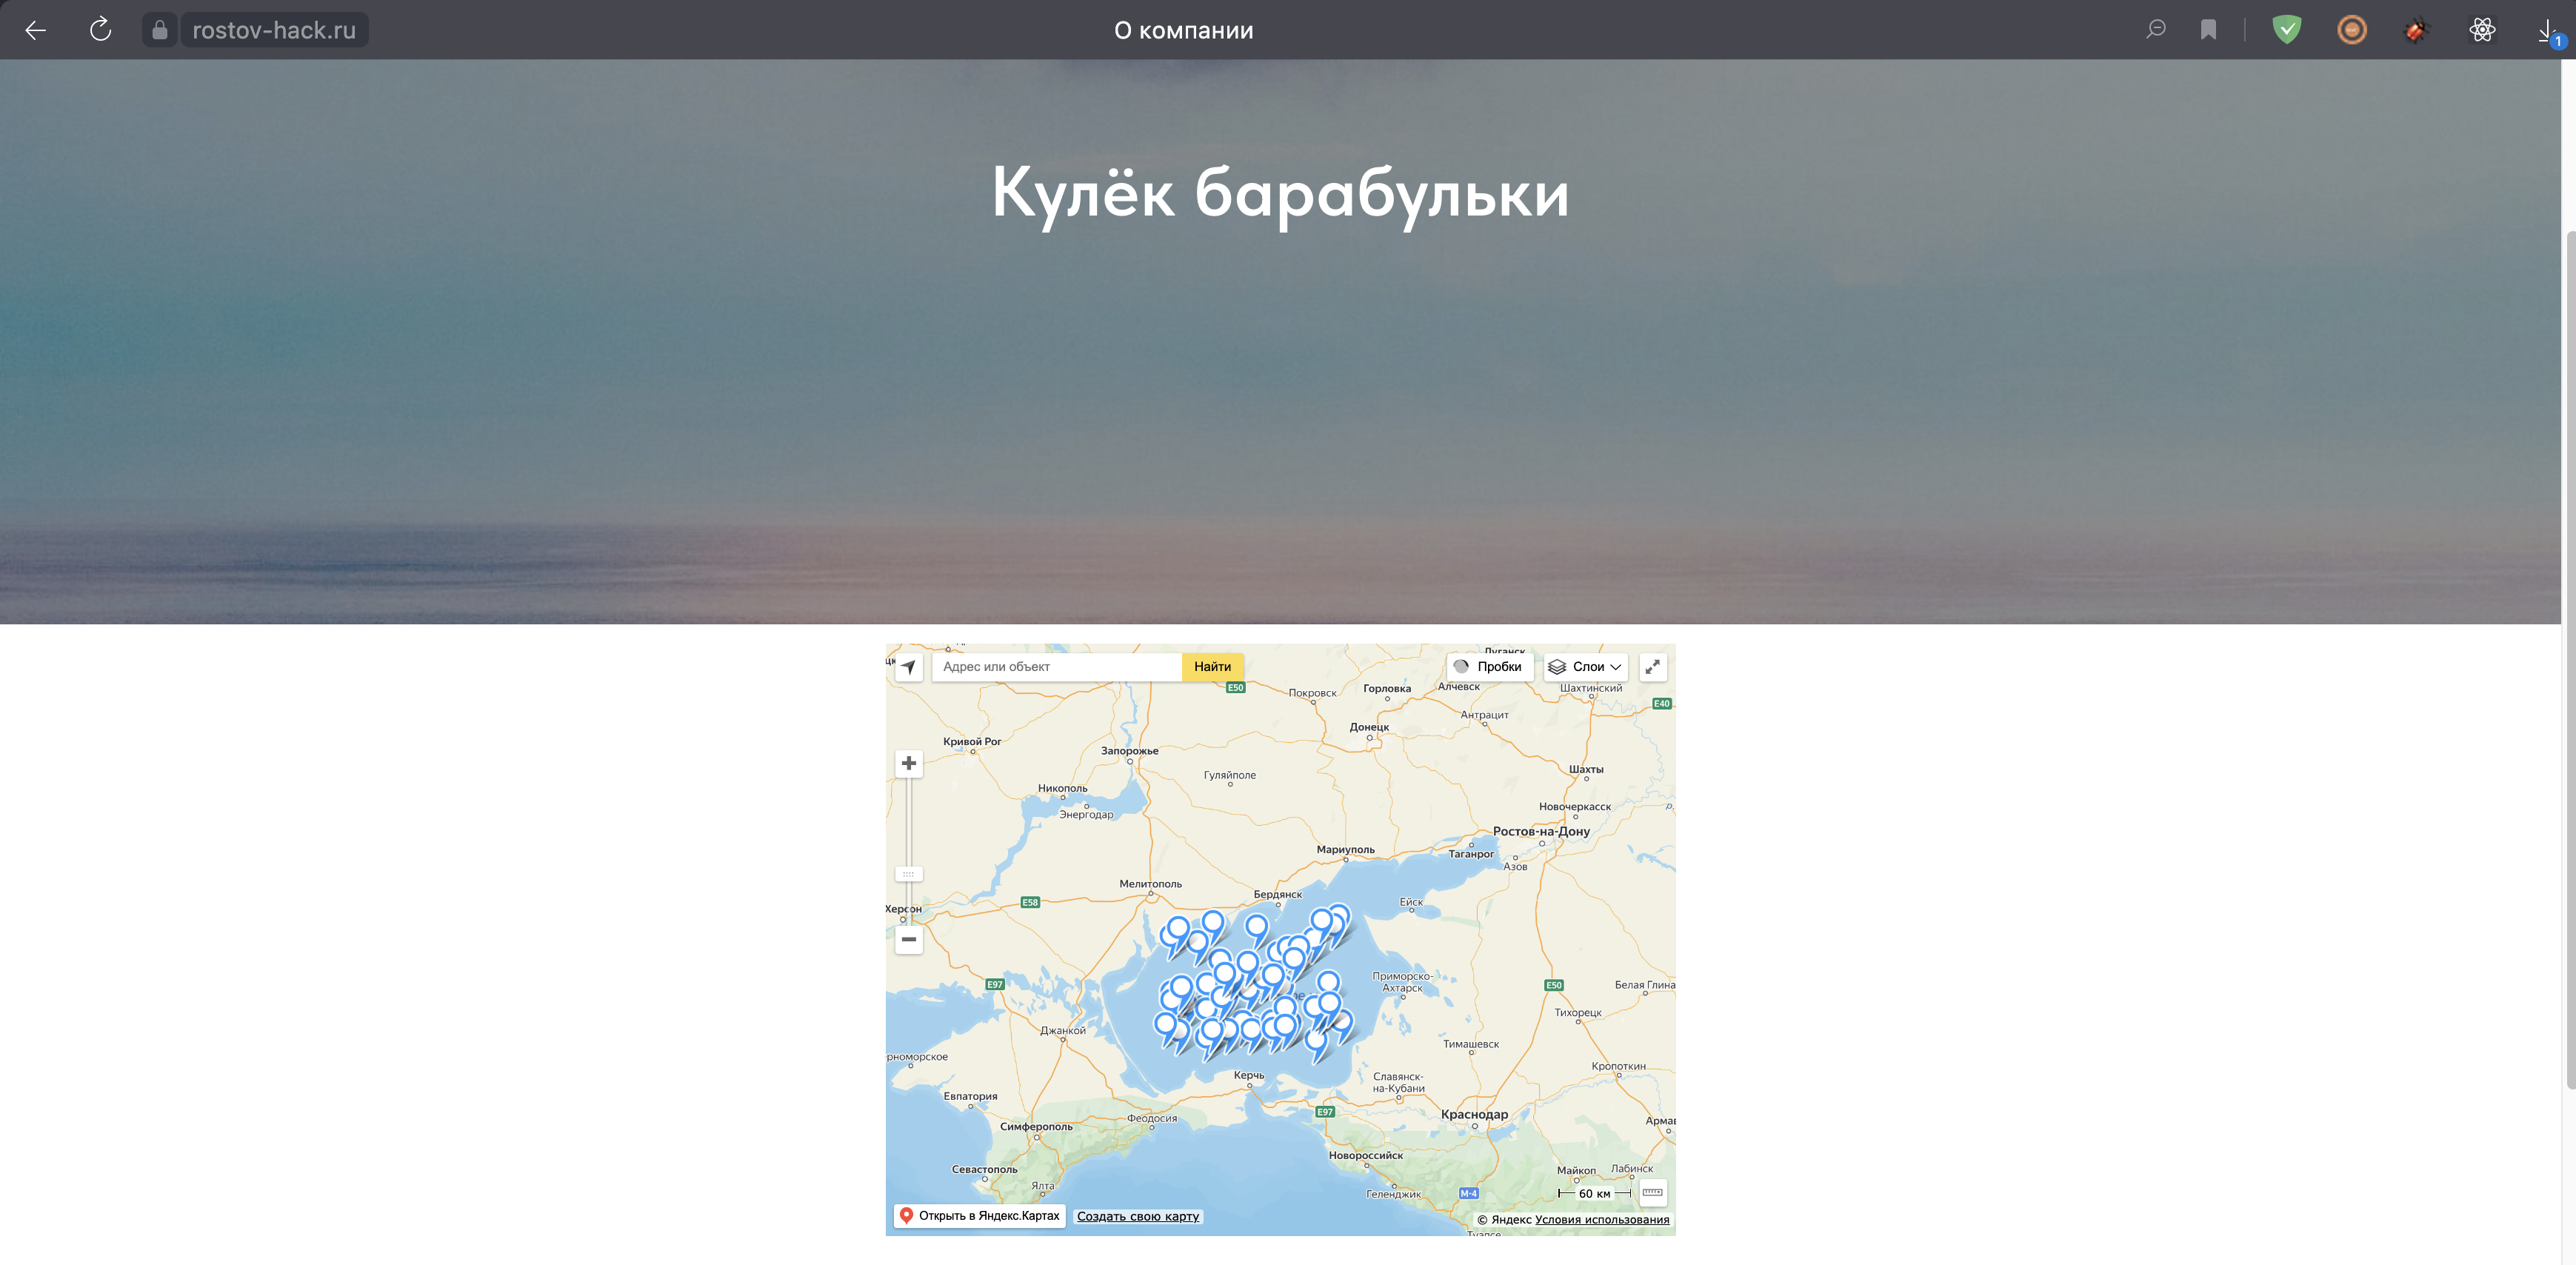 rostov-hack.ru
О компании
1
Кулёк барабульки
Адрес или объект
Найти
Пробки
Слои
Луганск
E50
Покровск
Горловка
Алчевск
Шахтинский
E40
Антрацит
Донецк
Кривой Рог
Запорожье
Гуляйполе
Шахты
Никополь
Энергодар
Новочеркасск
Ростов-на-Дону
Мариуполь
Таганрог
Азов
Мелитополь
Бердянск
Ейск
E58
Херсон
E97
Приморско-
Ахтарск
E50
Белая Глина
Тихорецк
Джанкой
Тимашевск
рноморское
Кропоткин
Керчь
Славянск-
на-Кубани
Евпатория
E97
Краснодар
Феодосия
Симферополь
Армав
Новороссийск
Севастополь
Майкоп
Лабинск
Ялта
Геленджик
М-4
60 км
Открыть в Яндекс.Картах
Создать свою карту
© Яндекс Условия использования
Туапсе